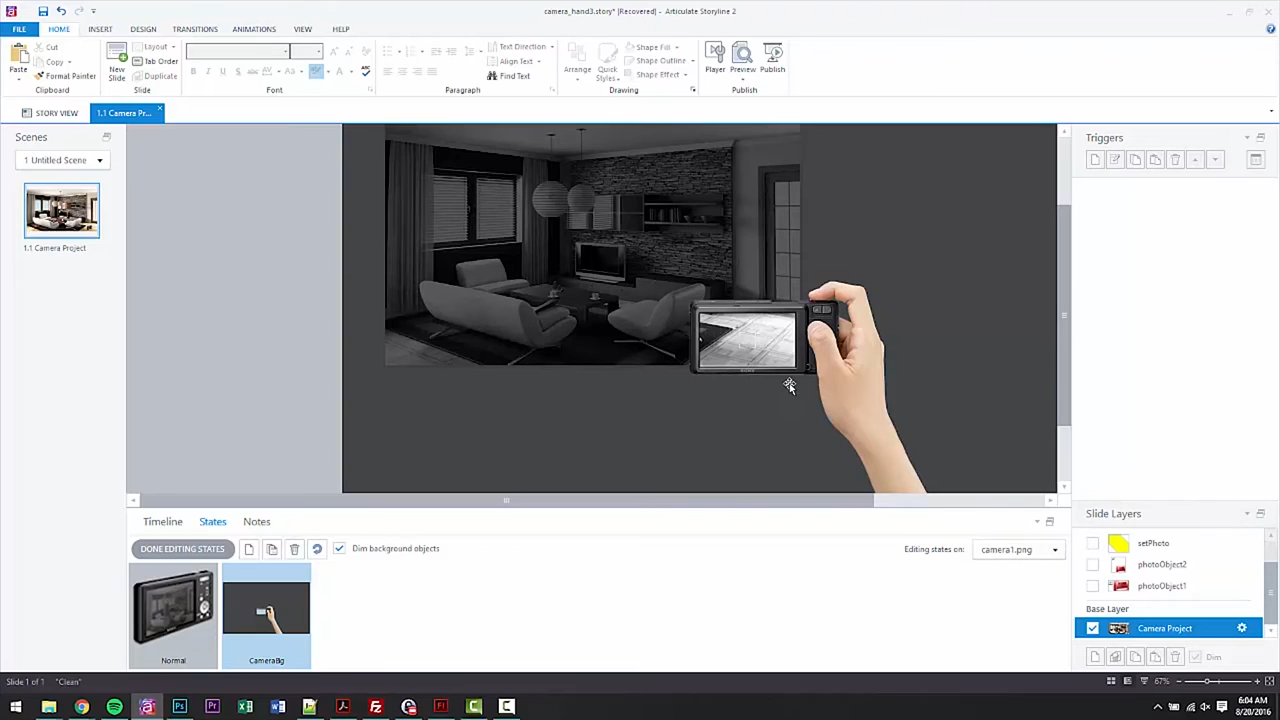 camera_hand3.story* [Recovered] - Articulate Storyline 2
FILE HOME INSERT DESIGN TRANSITIONS ANIMATIONS VIEW HELP
Paste
Cut
Copy
Format Painter
Clipboard
New Slide
Layout
Tab Order
Duplicate
Slide
B I U S abc AV Aa A
Font
Text Direction
Align Text
Find Text
Paragraph
Arrange
Quick Styles
Shape Fill
Shape Outline
Shape Effect
Drawing
Player
Preview
Publish
Publish
STORY VIEW 1.1 Camera Pr...
Scenes
1 Untitled Scene
1.1 Camera Project
SONY
Triggers
Timeline States Notes
DONE EDITING STATES
Dim background objects
Editing states on: camera1.png
Normal
CameraBg
Slide Layers
setPhoto
photoObject2
photoObject1
Base Layer
Camera Project
Dim
Slide 1 of 1 "Clean"
67%
6:04 AM
8/20/2016